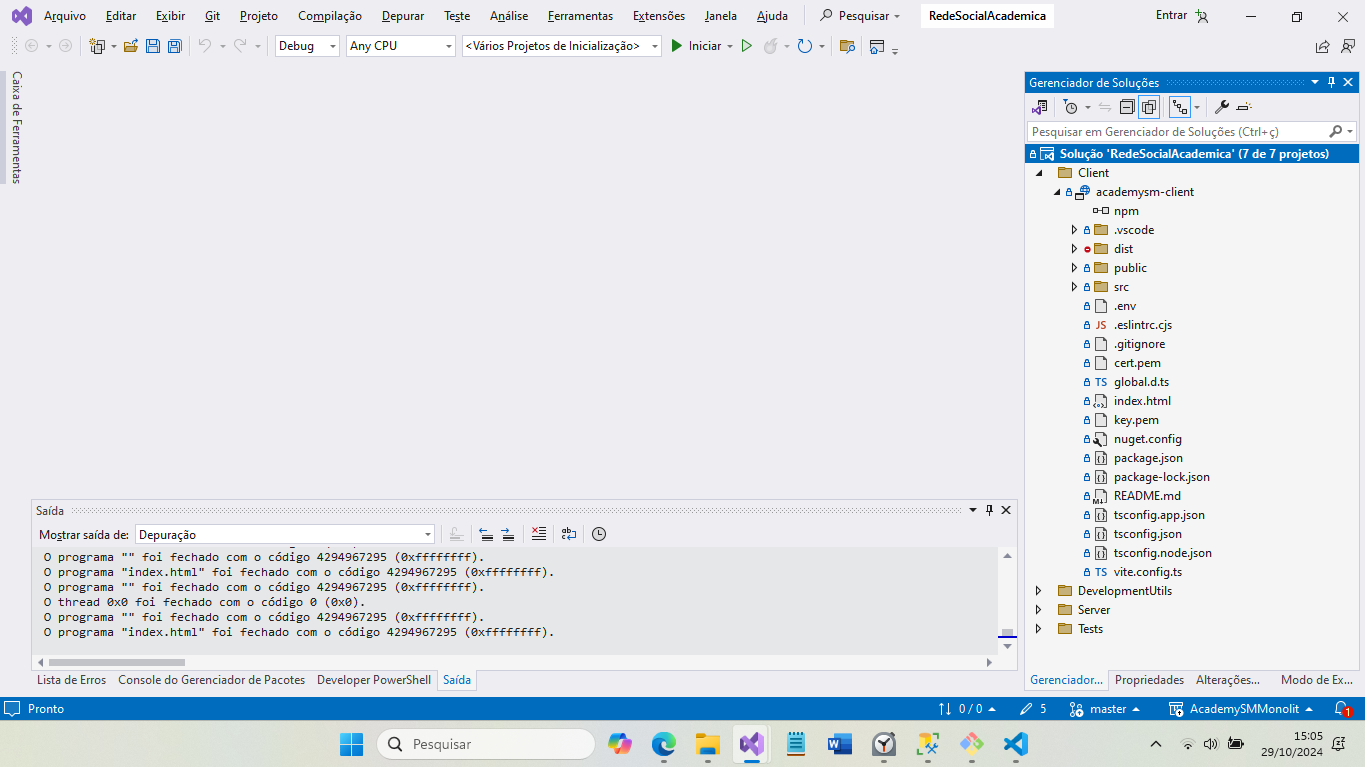 Arquivo Editar Exibir Git Projeto Compilação Depurar Teste Análise Ferramentas Extensões Janela Ajuda Pesquisar RedeSocialAcademica Entrar
Debug Any CPU <Vários Projetos de Inicialização> Iniciar
Caixa de Ferramentas
Gerenciador de Soluções
Pesquisar em Gerenciador de Soluções (Ctrl+ç)
Solução 'RedeSocialAcademica' (7 de 7 projetos)
Client
academysm-client
npm
.vscode
dist
public
src
.env
JS .eslintrc.cjs
.gitignore
cert.pem
TS global.d.ts
index.html
key.pem
nuget.config
package.json
package-lock.json
README.md
tsconfig.app.json
tsconfig.json
tsconfig.node.json
TS vite.config.ts
DevelopmentUtils
Server
Tests
Saída
Mostrar saída de: Depuração
O programa "" foi fechado com o código 4294967295 (0xffffffff).
O programa "index.html" foi fechado com o código 4294967295 (0xffffffff).
O programa "" foi fechado com o código 4294967295 (0xffffffff).
O thread 0x0 foi fechado com o código 0 (0x0).
O programa "" foi fechado com o código 4294967295 (0xffffffff).
O programa "index.html" foi fechado com o código 4294967295 (0xffffffff).
Lista de Erros Console do Gerenciador de Pacotes Developer PowerShell Saída
Gerenciador... Propriedades Alterações... Modo de Ex...
Pronto 0 / 0 5 master AcademySMMonolit 1
Pesquisar
15:05
29/10/2024